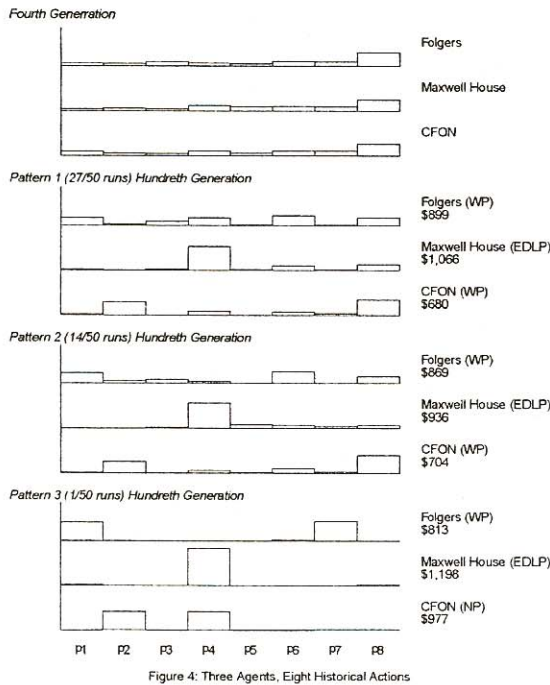 Fourth Generration
Folgers
Maxwell House
CFON
Pattern 1 (27/50 runs) Hundreth Generation
Folgers (WP)
$899
Maxwell House (EDLP)
$1,066
CFON (WP)
$680
Pattern 2 (14/50 runs) Hundreth Generation
Folgers (WP)
$869
Maxwell House (EDLP)
$936
CFON (WP)
$704
Pattern 3 (1/50 runs) Hundreth Generation
Folgers (WP)
$813
Maxwell House (EDLP)
$1,198
CFON (NP)
$977
p1 p2 p3 p4 p5 p6 p7 p8
Figure 4: Three Agents, Eight Historical Actions